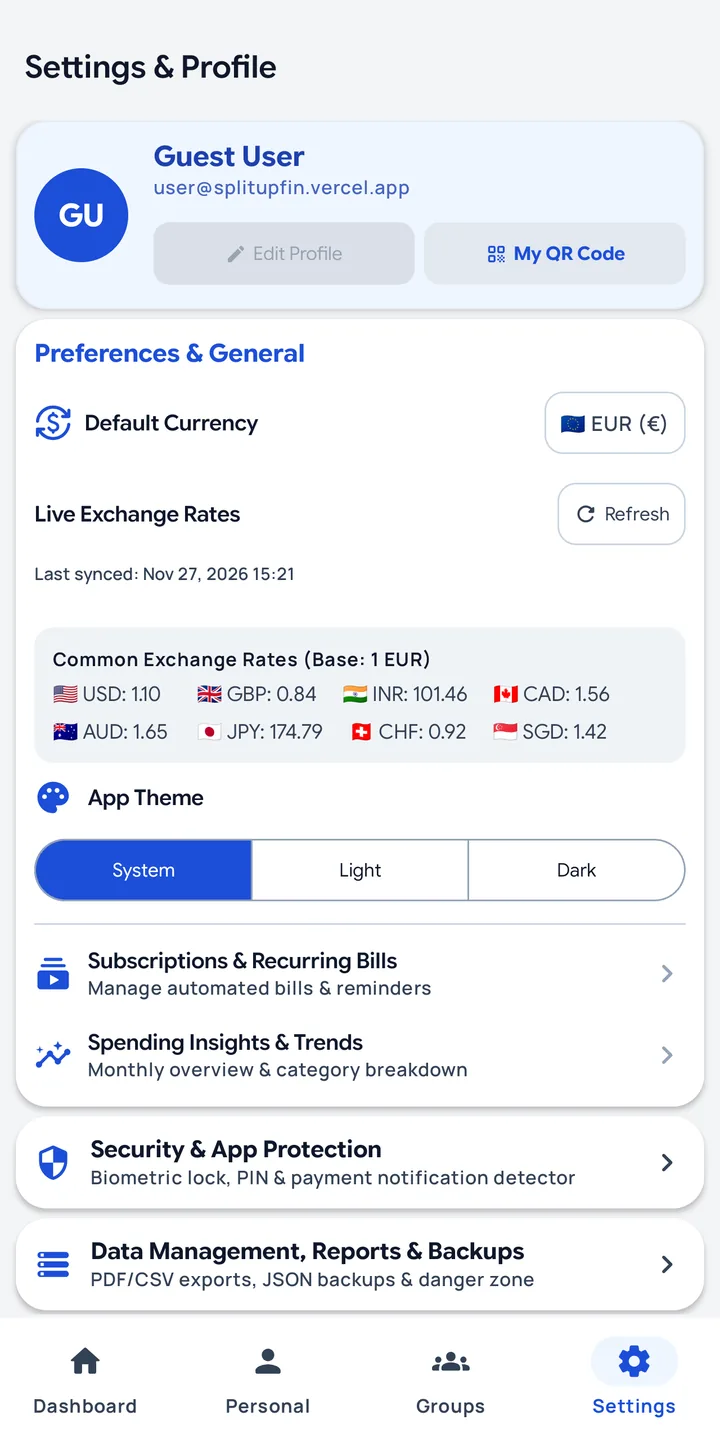 Settings & Profile
GU
Guest User
user@splitupfin.vercel.app
Edit Profile
My QR Code
Preferences & General
Default Currency
🇪🇺 EUR (€)
Live Exchange Rates
Refresh
Last synced: Nov 27, 2026 15:21
Common Exchange Rates (Base: 1 EUR)
🇺🇸 USD: 1.10 🇬🇧 GBP: 0.84 🇮🇳 INR: 101.46 🇨🇦 CAD: 1.56
🇦🇺 AUD: 1.65 🇯🇵 JPY: 174.79 🇨🇭 CHF: 0.92 🇸🇬 SGD: 1.42
App Theme
System Light Dark
Subscriptions & Recurring Bills
Manage automated bills & reminders
Spending Insights & Trends
Monthly overview & category breakdown
Security & App Protection
Biometric lock, PIN & payment notification detector
Data Management, Reports & Backups
PDF/CSV exports, JSON backups & danger zone
Dashboard Personal Groups Settings